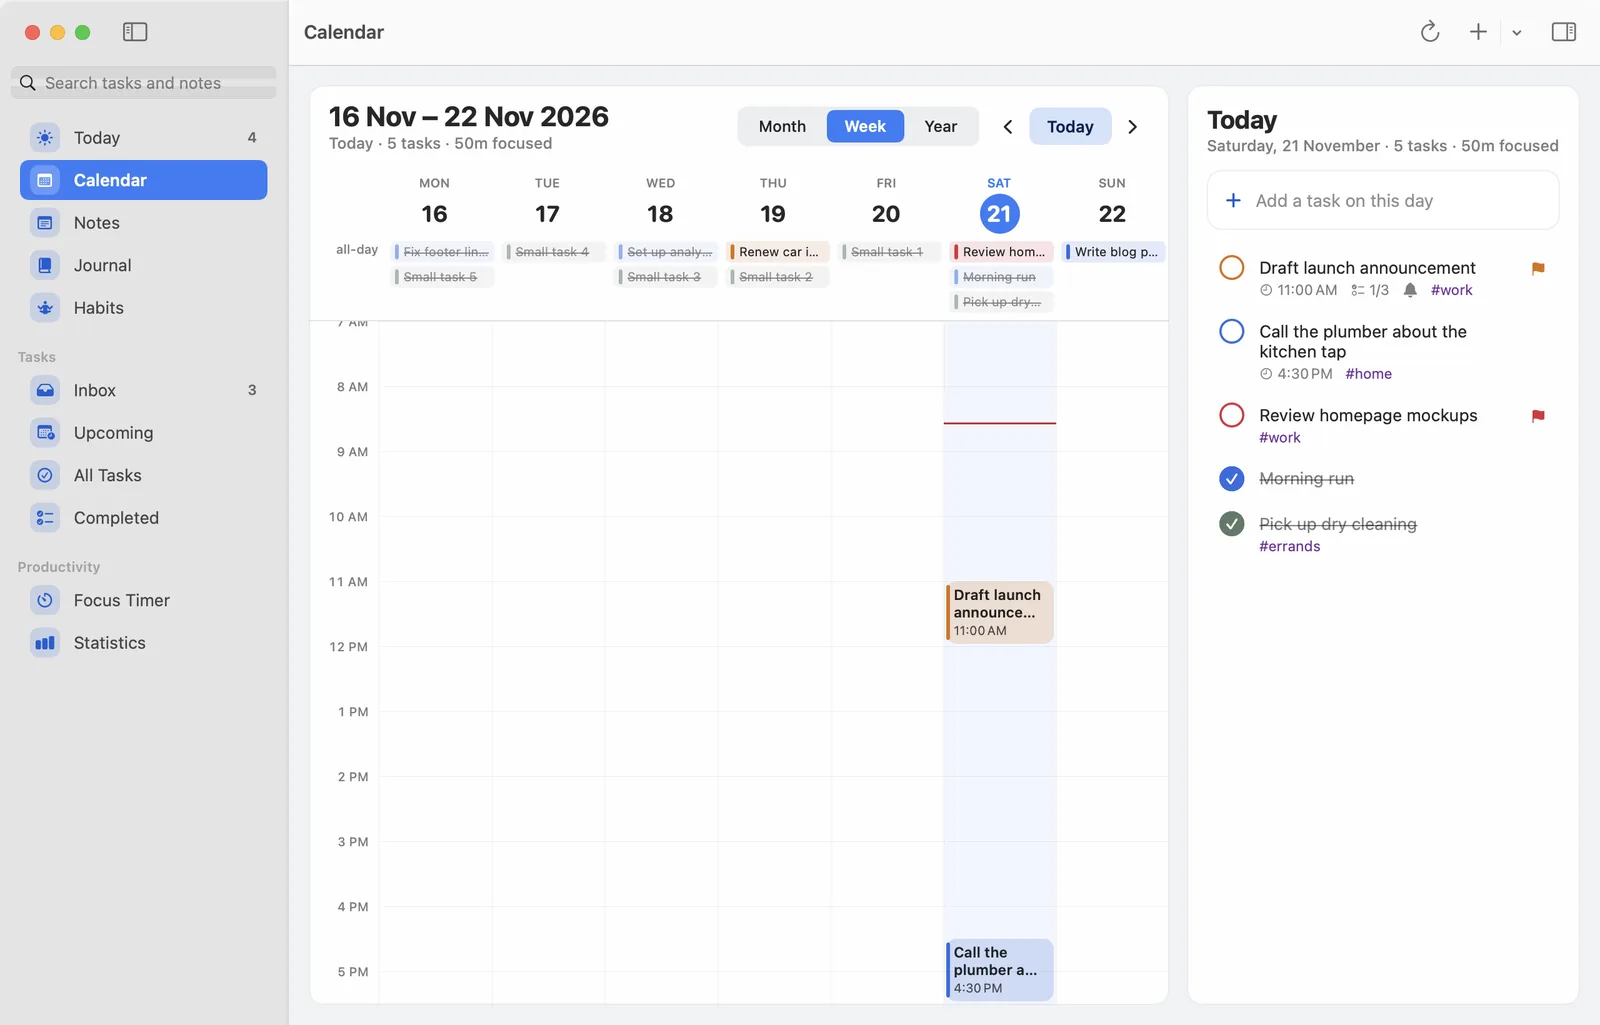 Calendar
Search tasks and notes
Today 4
Calendar
Notes
Journal
Habits
Tasks
Inbox 3
Upcoming
All Tasks
Completed
Productivity
Focus Timer
Statistics
16 Nov – 22 Nov 2026
Today · 5 tasks · 50m focused
Month Week Year
Today
MON TUE WED THU FRI SAT SUN
16 17 18 19 20 21 22
all-day
Fix footer lin... Small task 4 Set up analy... Renew car i... Small task 1 Review hom... Write blog p...
Small task 5 Small task 3 Small task 2 Morning run
Pick up dry...
7 AM
8 AM
9 AM
10 AM
11 AM
Draft launch
announce...
11:00 AM
12 PM
1 PM
2 PM
3 PM
4 PM
Call the
plumber a...
4:30 PM
5 PM
Today
Saturday, 21 November · 5 tasks · 50m focused
Add a task on this day
Draft launch announcement
11:00 AM 1/3 #work
Call the plumber about the
kitchen tap
4:30 PM #home
Review homepage mockups
#work
Morning run
Pick up dry cleaning
#errands